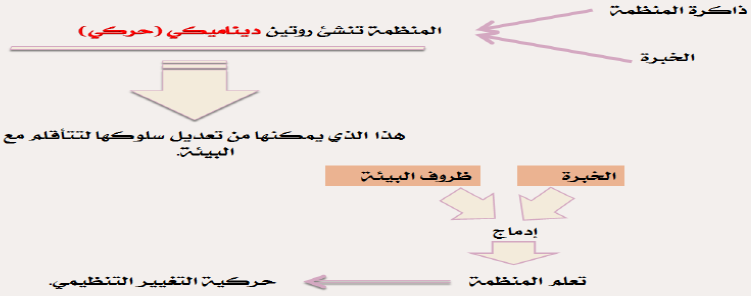 ذاكرة المنظمة
المنظمة تنشئ روتين ديناميكي (حركي)
الخبرة
هذا الذي يمكنها من تعديل سلوكها لتتأقلم مع
البيئة.
الخبرة
ظروف البيئة
إدماج
تعلم المنظمة
حركية التغيير التنظيمي.